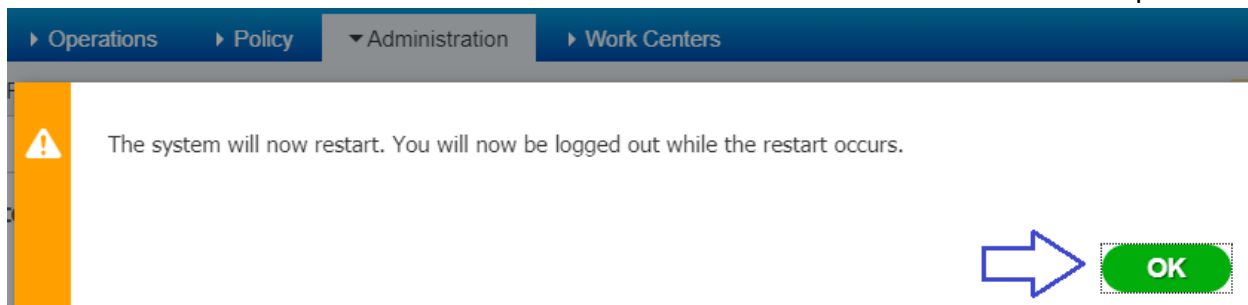 Operations Policy Administration Work Centers
The system will now restart. You will now be logged out while the restart occurs.
OK